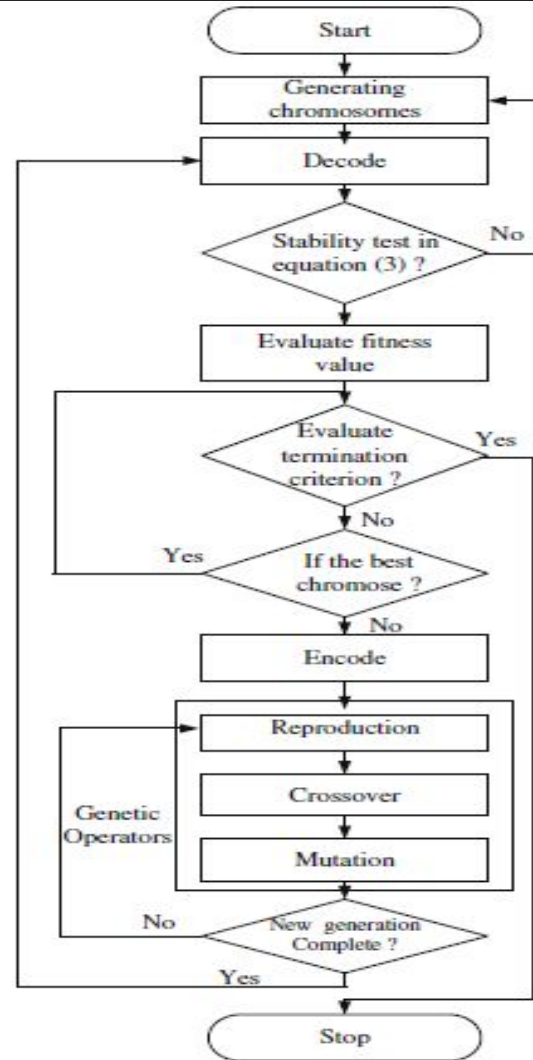 Start
Generating
chromosomes
Decode
Stability test in
equation (3) ?
No
Evaluate fitness
value
Evaluate
termination
criterion ?
Yes
No
Yes
If the best
chromose ?
No
Encode
Reproduction
Crossover
Genetic
Operators
Mutation
No
New generation
Complete ?
Yes
Stop